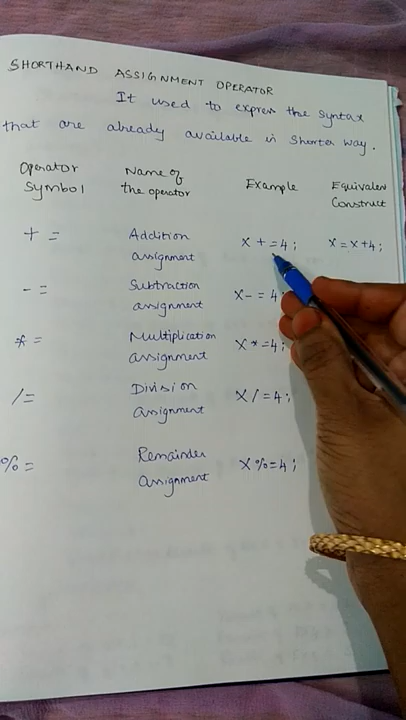 SHORTHAND ASSIGNMENT OPERATOR
It used to express the syntax
that are already available in shorter way.
Operator Symbol Name of the operator Example Equivalent Construct
+ = Addition assignment x + = 4 ; x = x + 4 ;
- = Subtraction assignment x - = 4 ;
* = Multiplication assignment x * = 4 ;
/ = Division assignment x / = 4 ;
% = Remainder assignment x % = 4 ;